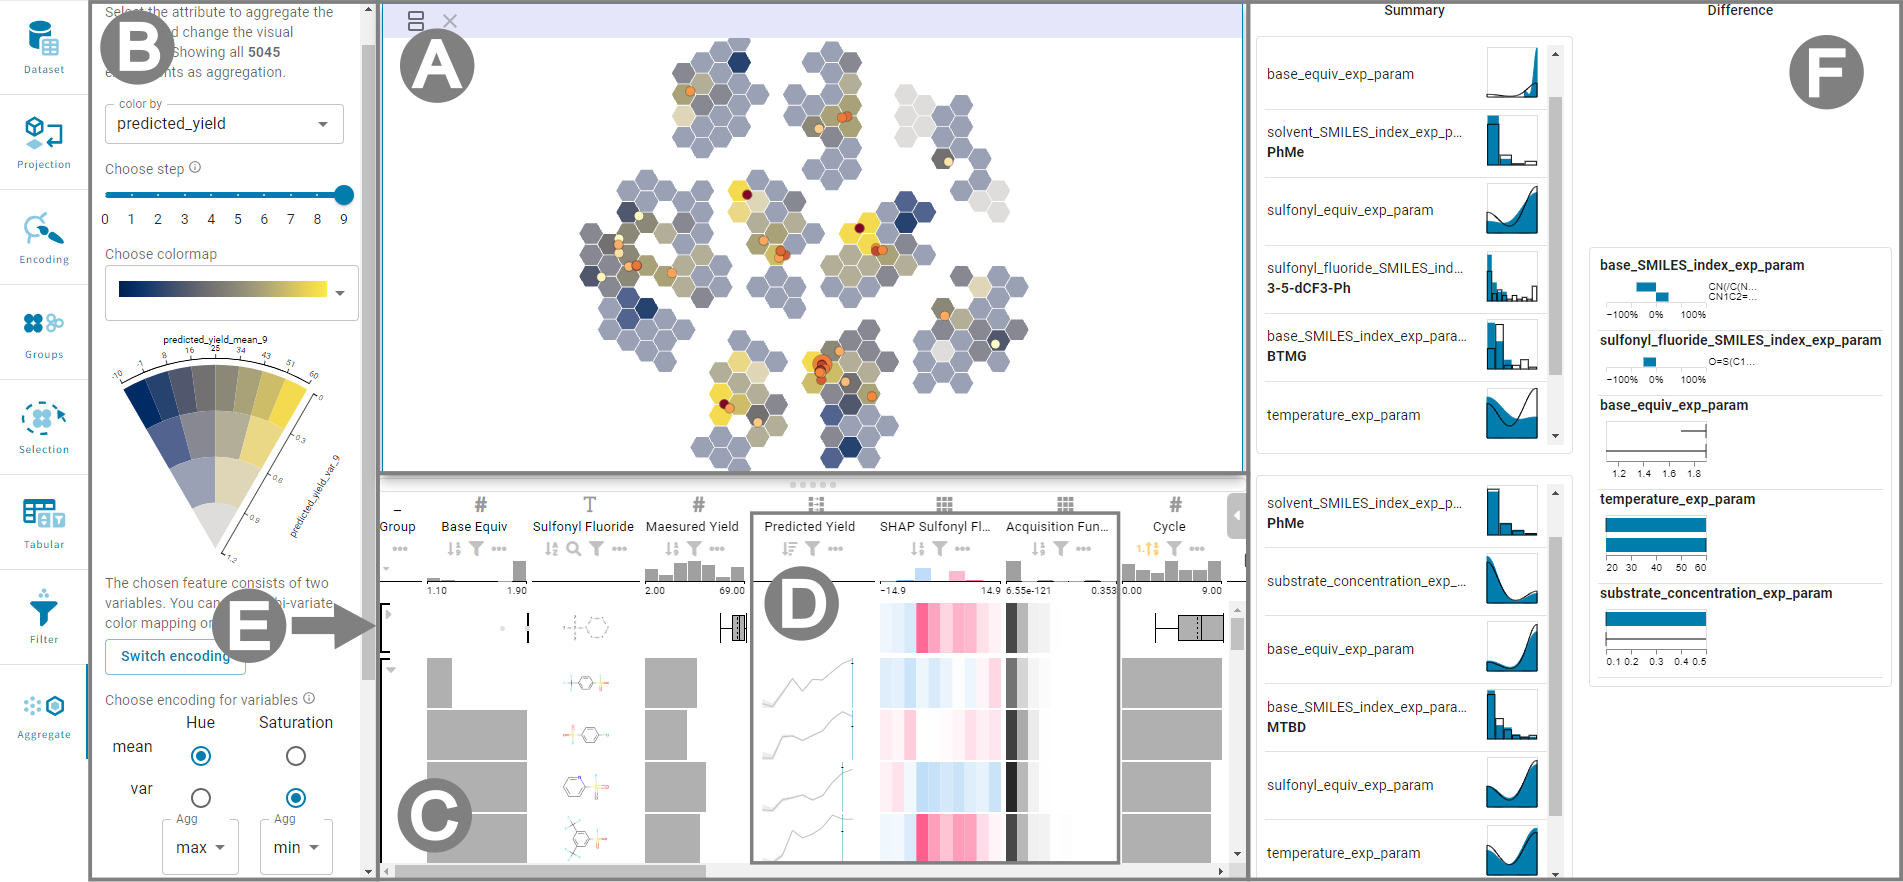 Dataset
Projection
Encoding
Groups
Selection
Tabular
Filter
Aggregate
B
Select the attribute to aggregate the
d change the visual
Showing all 5045
nts as aggregation.
color by
predicted_yield
Choose step
0 1 2 3 4 5 6 7 8 9
Choose colormap
predicted_yield_mean_9
-10 -1 8 16 25 34 43 51 60
0 0.3 0.6 0.9 1.2
predicted_yield_var_9
The chosen feature consists of two
variables. You can bi-variate
color mapping or
E
Switch encoding
Choose encoding for variables
Hue Saturation
mean
var
Agg Agg
max min
A
Group Base Equiv Sulfonyl Fluoride Maesured Yield Predicted Yield SHAP Sulfonyl Fl... Acquisition Fun... Cycle
1.10 1.90 2.00 69.00 −14.9 14.9 6.55e-121 0.353 0.00 9.00
D
C
Summary
base_equiv_exp_param
solvent_SMILES_index_exp_p...
PhMe
sulfonyl_equiv_exp_param
sulfonyl_fluoride_SMILES_ind...
3-5-dCF3-Ph
base_SMILES_index_exp_para...
BTMG
temperature_exp_param
solvent_SMILES_index_exp_p...
PhMe
substrate_concentration_exp_...
base_equiv_exp_param
base_SMILES_index_exp_para...
MTBD
sulfonyl_equiv_exp_param
temperature_exp_param
Difference
F
base_SMILES_index_exp_param
CN(/C(N...
CN1C2=...
−100% 0% 100%
sulfonyl_fluoride_SMILES_index_exp_param
O=S(C1...
−100% 0% 100%
base_equiv_exp_param
1.2 1.4 1.6 1.8
temperature_exp_param
20 30 40 50 60
substrate_concentration_exp_param
0.1 0.2 0.3 0.4 0.5